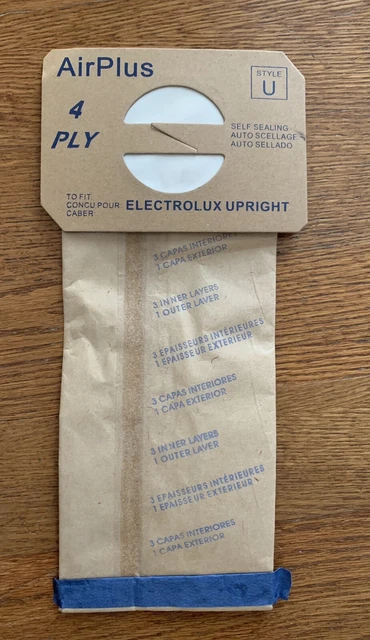 AirPlus
STYLE
U
4
PLY
SELF SEALING
AUTO SCELLAGE
AUTO SELLADO
TO FIT
CONCU POUR
CABER
ELECTROLUX UPRIGHT
3 CAPAS INTERIORES
1 CAPA EXTERIOR
3 INNER LAYERS
1 OUTER LAYER
3 EPAISSEURS INTÉRIEURES
1 EPAISSEUR EXTERIEUR
3 CAPAS INTERIORES
1 CAPA EXTERIOR
3 INNER LAYERS
1 OUTER LAYER
3 EPAISSEURS INTÉRIEURES
1 EPAISSEUR EXTERIEUR
3 CAPAS INTERIORES
1 CAPA EXTERIOR